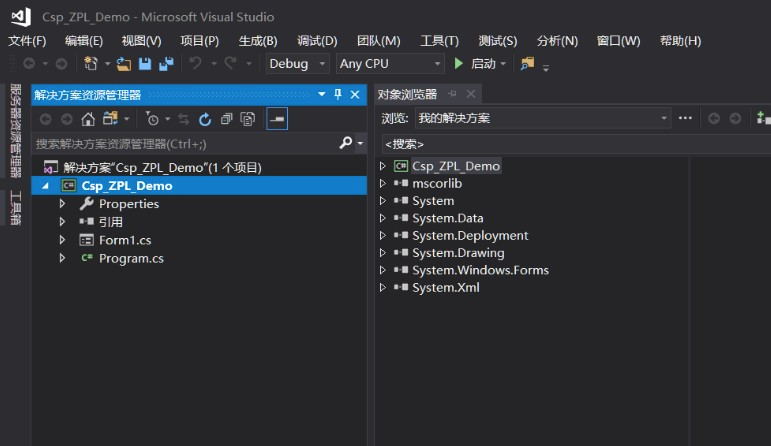 Csp_ZPL_Demo - Microsoft Visual Studio
文件(F) 编辑(E) 视图(V) 项目(P) 生成(B) 调试(D) 团队(M) 工具(T) 测试(S) 分析(N) 窗口(W) 帮助(H)
Debug Any CPU 启动
服务器资源管理器
工具箱
解决方案资源管理器
搜索解决方案资源管理器(Ctrl+;)
解决方案"Csp_ZPL_Demo"(1 个项目)
Csp_ZPL_Demo
Properties
引用
Form1.cs
Program.cs
对象浏览器
浏览: 我的解决方案
<搜索>
Csp_ZPL_Demo
mscorlib
System
System.Data
System.Deployment
System.Drawing
System.Windows.Forms
System.Xml